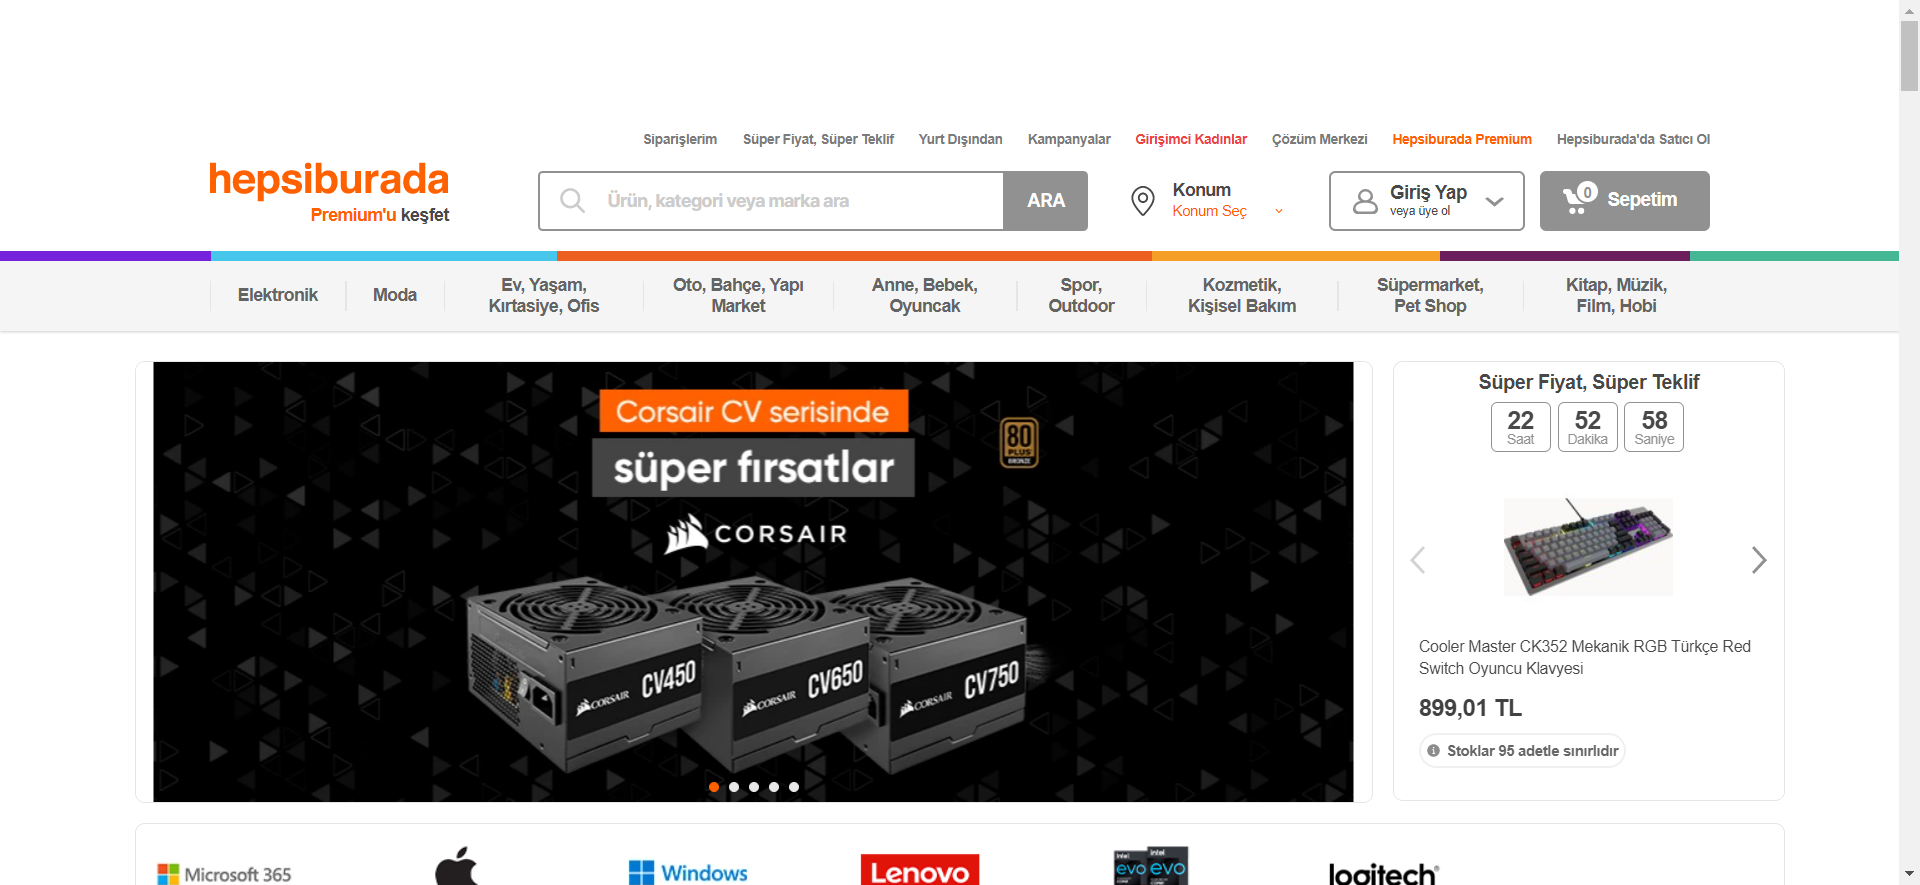 Siparişlerim
Süper Fiyat, Süper Teklif
Yurt Dışından
Kampanyalar
Girişimci Kadınlar
Çözüm Merkezi
Hepsiburada Premium
Hepsiburada'da Satıcı Ol
hepsiburada
Premium'u keşfet
Ürün, kategori veya marka ara
ARA
Konum
Konum Seç
Giriş Yap
veya üye ol
0
Sepetim
Elektronik
Moda
Ev, Yaşam,
Kırtasiye, Ofis
Oto, Bahçe, Yapı
Market
Anne, Bebek,
Oyuncak
Spor,
Outdoor
Kozmetik,
Kişisel Bakım
Süpermarket,
Pet Shop
Kitap, Müzik,
Film, Hobi
Corsair CV serisinde
süper fırsatlar
CORSAIR
80
PLUS
BRONZE
CORSAIR CV450
CORSAIR CV650
CORSAIR CV750
Süper Fiyat, Süper Teklif
22 52 58
Saat Dakika Saniye
Cooler Master CK352 Mekanik RGB Türkçe Red
Switch Oyuncu Klavyesi
899,01 TL
Stoklar 95 adetle sınırlıdır
Microsoft 365
Windows
Lenovo
intel
evo
intel
evo
logitech